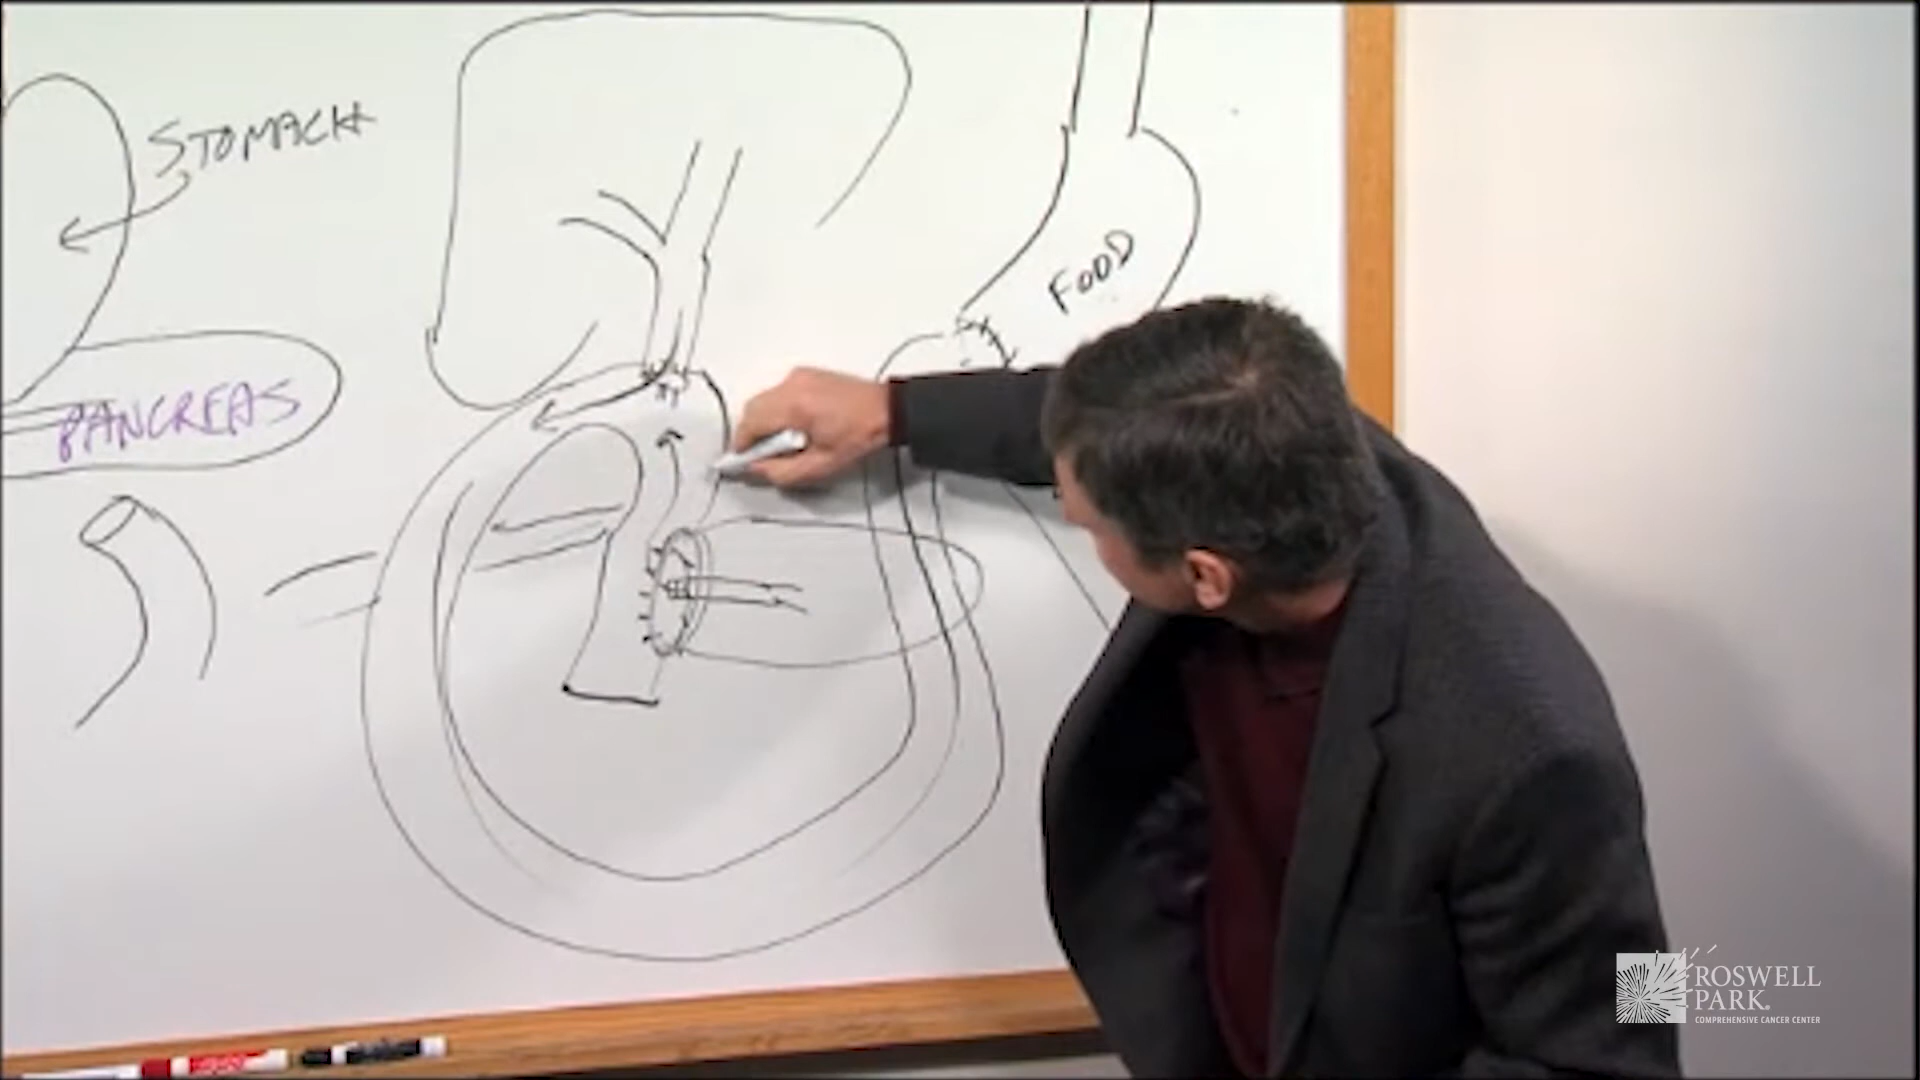 STOMACH
FOOD
PANCREAS
ROSWELL
PARK.
COMPREHENSIVE CANCER CENTER